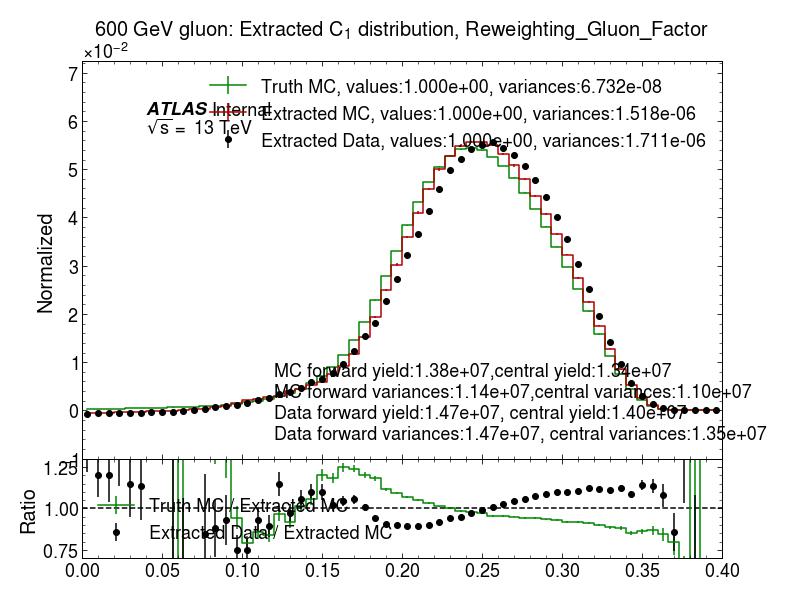 600 GeV gluon: Extracted C₁ distribution, Reweighting_Gluon_Factor
×10⁻²
Truth MC, values:1.000e+00, variances:6.732e-08
ATLAS Internal
Extracted MC, values:1.000e+00, variances:1.518e-06
√s = 13 TeV
Extracted Data, values:1.000e+00, variances:1.711e-06
7
6
5
4
3
2
1
0
Normalized
MC forward yield:1.38e+07,central yield:1.34e+07
MC forward variances:1.14e+07,central variances:1.10e+07
Data forward yield:1.47e+07, central yield:1.40e+07
Data forward variances:1.47e+07, central variances:1.35e+07
1.25
1.00
0.75
Ratio
Truth MC / Extracted MC
Extracted Data / Extracted MC
0.00 0.05 0.10 0.15 0.20 0.25 0.30 0.35 0.40